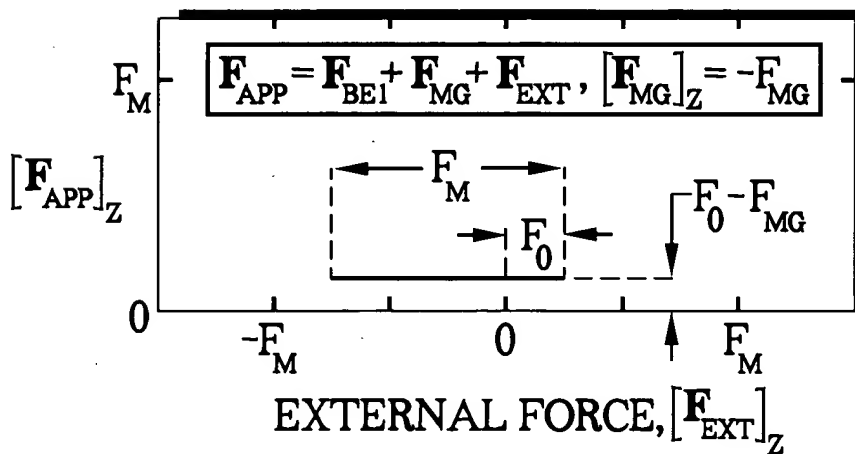 F_APP = F_BE1 + F_MG + F_EXT, [F_MG]_Z = -F_MG
F_M
[F_APP]_Z
F_M
F_0
F_0 - F_MG
0
-F_M
0
F_M
EXTERNAL FORCE, [F_EXT]_Z